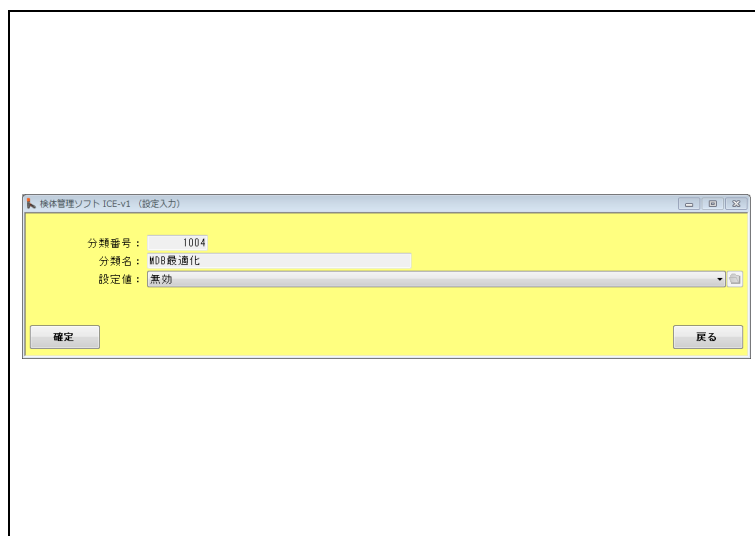 検体管理ソフト ICE-v1 (設定入力)
分類番号: 1004
分類名: MDB最適化
設定値: 無効
確定
戻る